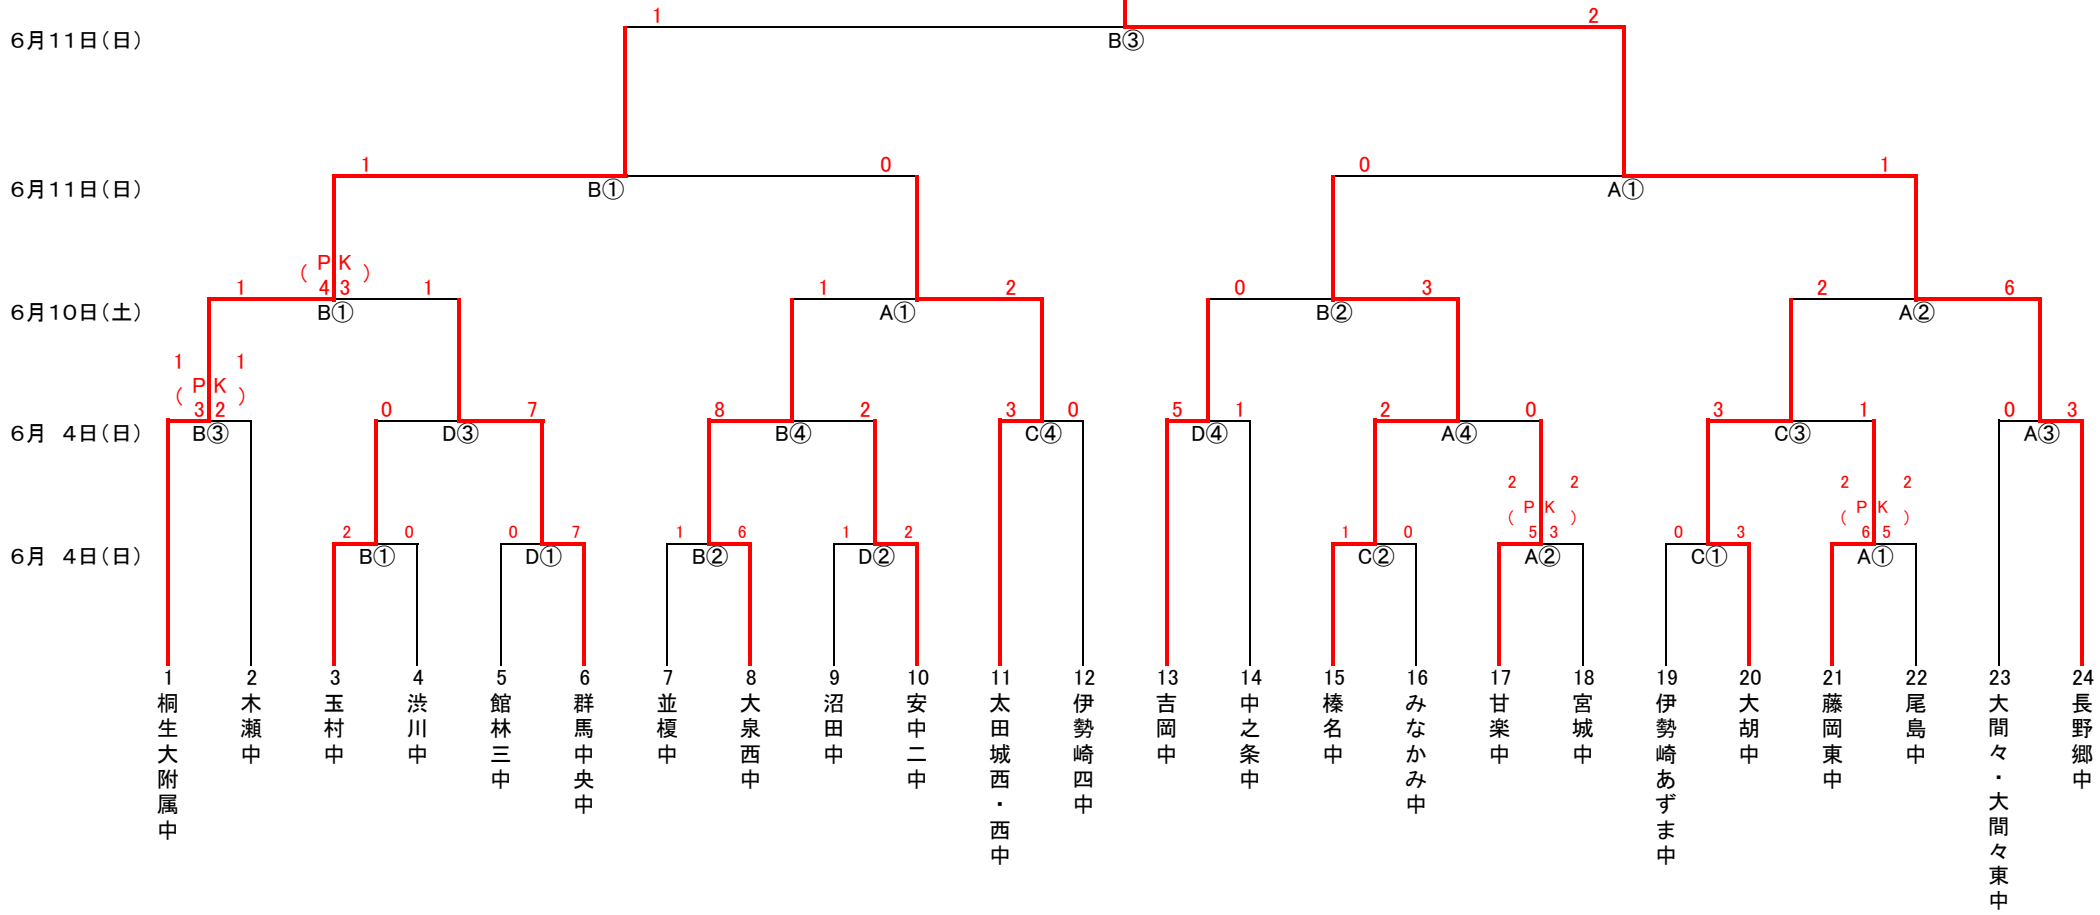 1 2
6月11日(日) B③
1 0 0 1
6月11日(日) B① A①
(PK 4 3)
1 1 1 2 0 3 2 6
6月10日(土) B① A① B② A②
1 1
(PK 3 2)
0 7 8 2 3 0 5 1 2 0 3 1 0 3
6月 4日(日) B③ D③ B④ C④ D④ A④ C③ A③
2 2 2 2
(PK 5 3) (PK 6 5)
2 0 0 7 1 6 1 2 1 0 0 3
6月 4日(日) B① D① B② D② C② A② C① A①
1 桐生大附属中
2 木瀬中
3 玉村中
4 渋川中
5 館林三中
6 群馬中央中
7 並榎中
8 大泉西中
9 沼田中
10 安中二中
11 太田城西・西中
12 伊勢崎四中
13 吉岡中
14 中之条中
15 榛名中
16 みなかみ中
17 甘楽中
18 宮城中
19 伊勢崎あずま中
20 大胡中
21 藤岡東中
22 尾島中
23 大間々・大間々東中
24 長野郷中